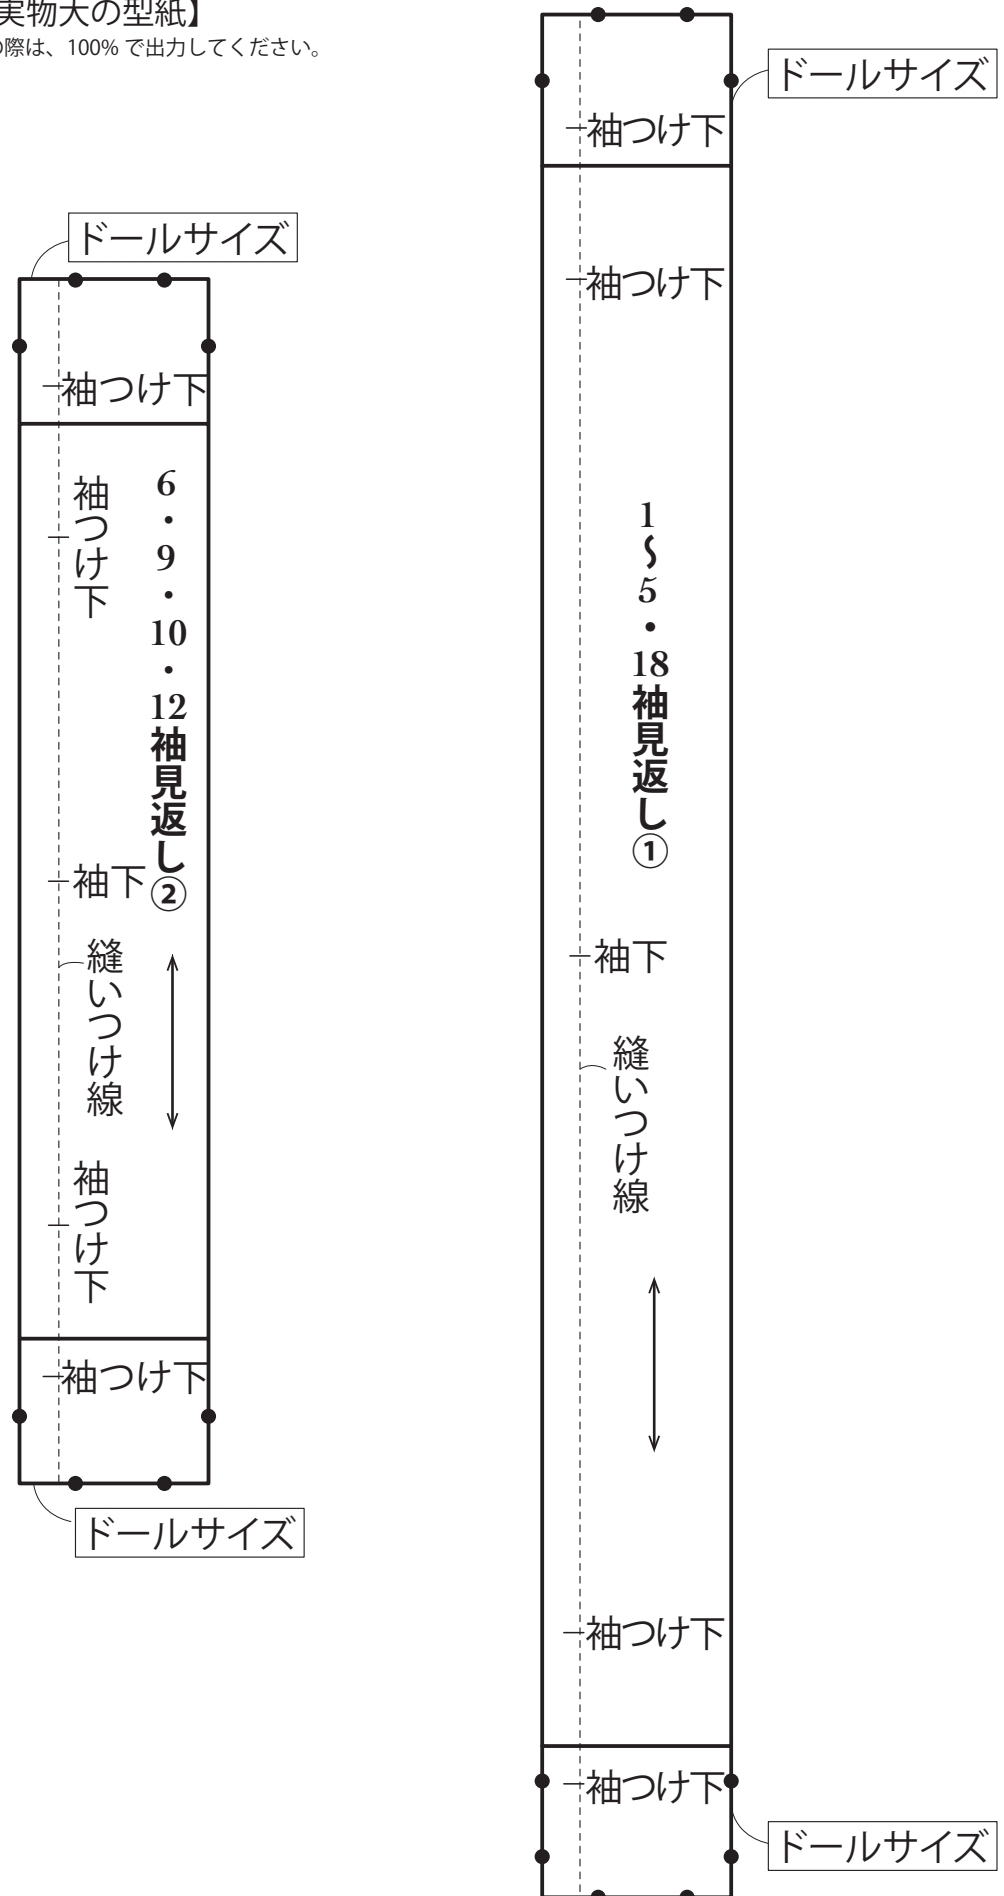 実物大の型紙】
の際は、100% で出力してください。
ドールサイズ
袖つけ下
袖つけ下
6・9・10・12袖見返し②
袖下
縫いつけ線
袖つけ下
袖つけ下
ドールサイズ
ドールサイズ
袖つけ下
袖つけ下
1〜5・18袖見返し①
袖下
縫いつけ線
袖つけ下
袖つけ下
ドールサイズ